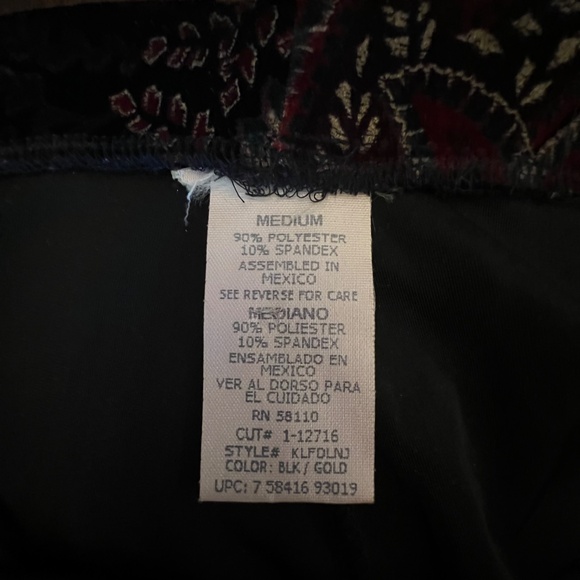 MEDIUM
90% POLYESTER
10% SPANDEX
ASSEMBLED IN
MEXICO
SEE REVERSE FOR CARE
MEDIANO
90% POLIESTER
10% SPANDEX
ENSAMBLADO EN
MEXICO
VER AL DORSO PARA
EL CUIDADO
RN 58110
CUT# 1-12716
STYLE# KLFDLNJ
COLOR: BLK/GOLD
UPC: 7 58416 93019